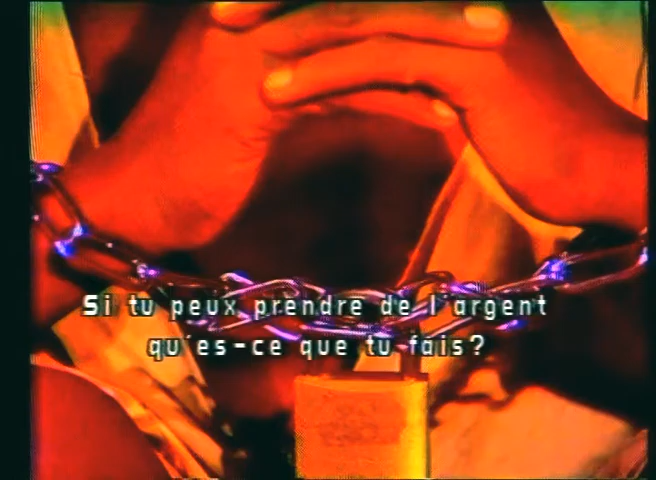 Si tu peux prendre de l'argent
qu'es-ce que tu fais?